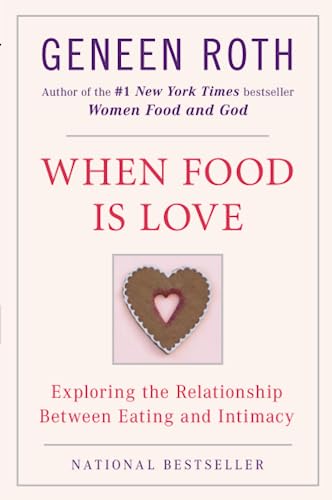 GENEEN ROTH
Author of the #1 New York Times bestseller
Women Food and God
WHEN FOOD
IS LOVE
Exploring the Relationship
Between Eating and Intimacy
NATIONAL BESTSELLER